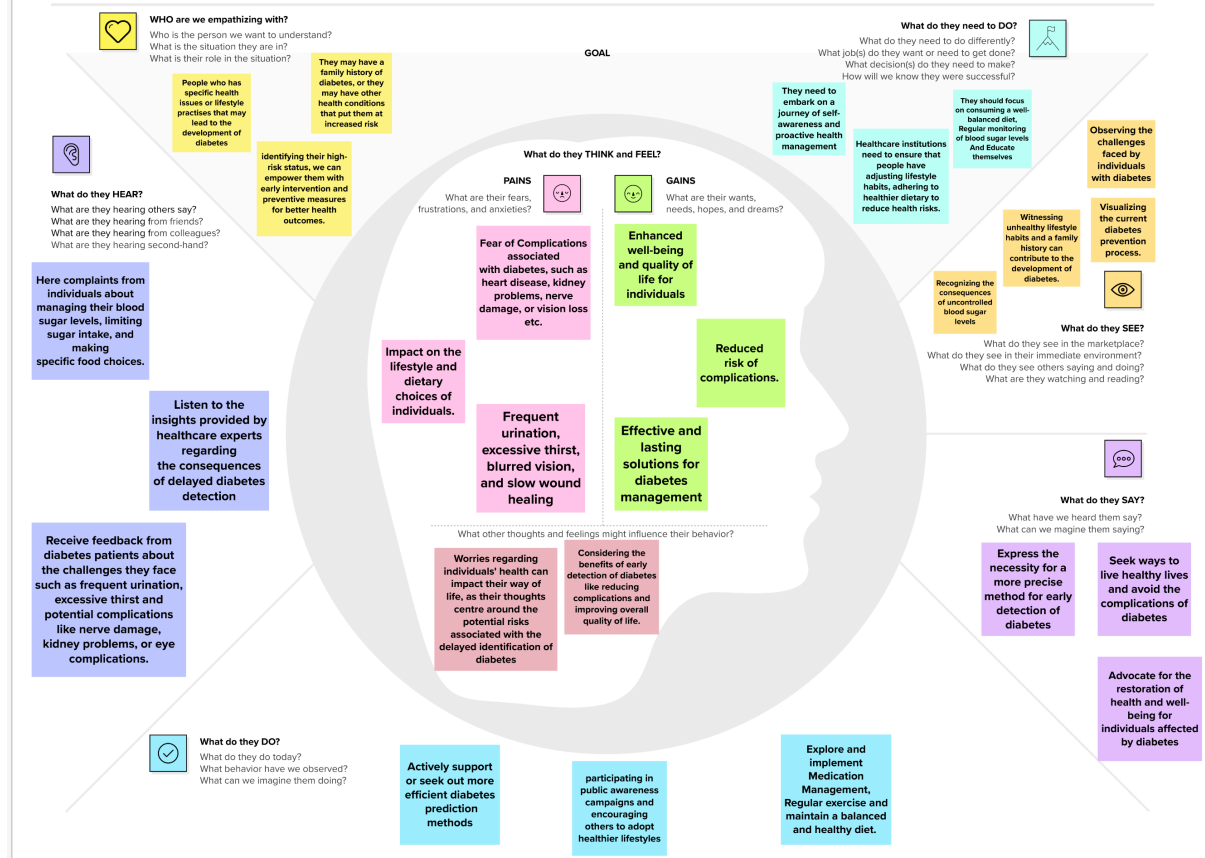 WHO are we empathizing with?
Who is the person we want to understand?
What is the situation they are in?
What is their role in the situation?
People who has
specific health
issues or lifestyle
practises that may
lead to the
development of
diabetes
They may have a
family history of
diabetes, or they
may have other
health conditions
that put them at
increased risk
identifying their high-
risk status, we can
empower them with
early intervention and
preventive measures
for better health
outcomes.
GOAL
What do they need to DO?
What do they need to do differently?
What job(s) do they want or need to get done?
What decision(s) do they need to make?
How will we know they were successful?
They need to
embark on a
journey of self-
awareness and
proactive health
management
Healthcare institutions
need to ensure that
people have
adjusting lifestyle
habits, adhering to
healthier dietary to
reduce health risks.
They should focus
on consuming a well-
balanced diet,
Regular monitoring
of blood sugar levels
And Educate
themselves
Observing the
challenges
faced by
individuals
with diabetes
Visualizing
the current
diabetes
prevention
process.
Witnessing
unhealthy lifestyle
habits and a family
history can
contribute to the
development of
diabetes.
Recognizing the
consequences
of uncontrolled
blood sugar
levels
What do they SEE?
What do they see in the marketplace?
What do they see in their immediate environment?
What do they see others saying and doing?
What are they watching and reading?
What do they HEAR?
What are they hearing others say?
What are they hearing from friends?
What are they hearing from colleagues?
What are they hearing second-hand?
Here complaints from
individuals about
managing their blood
sugar levels, limiting
sugar intake, and
making
specific food choices.
Listen to the
insights provided by
healthcare experts
regarding
the consequences
of delayed diabetes
detection
Receive feedback from
diabetes patients about
the challenges they face
such as frequent urination,
excessive thirst and
potential complications
like nerve damage,
kidney problems, or eye
complications.
What do they THINK and FEEL?
PAINS
What are their fears,
frustrations, and anxieties?
GAINS
What are their wants,
needs, hopes, and dreams?
Fear of Complications
associated
with diabetes, such as
heart disease, kidney
problems, nerve
damage, or vision loss
etc.
Impact on the
lifestyle and
dietary
choices of
individuals.
Frequent
urination,
excessive thirst,
blurred vision,
and slow wound
healing
Enhanced
well-being
and quality of
life for
individuals
Reduced
risk of
complications.
Effective and
lasting
solutions for
diabetes
management
What other thoughts and feelings might influence their behavior?
Worries regarding
individuals' health can
impact their way of
life, as their thoughts
centre around the
potential risks
associated with the
delayed identification of
diabetes
Considering the
benefits of early
detection of diabetes
like reducing
complications and
improving overall
quality of life.
What do they SAY?
What have we heard them say?
What can we magine them saying?
Express the
necessity for a
more precise
method for early
detection of
diabetes
Seek ways to
live healthy lives
and avoid the
complications of
diabetes
Advocate for the
restoration of
health and well-
being for
individuals affected
by diabetes
What do they DO?
What do they do today?
What behavior have we observed?
What can we imagine them doing?
Actively support
or seek out more
efficient diabetes
prediction
methods
participating in
public awareness
campaigns and
encouraging
others to adopt
healthier lifestyles
Explore and
implement
Medication
Management,
Regular exercise and
maintain a balanced
and healthy diet.